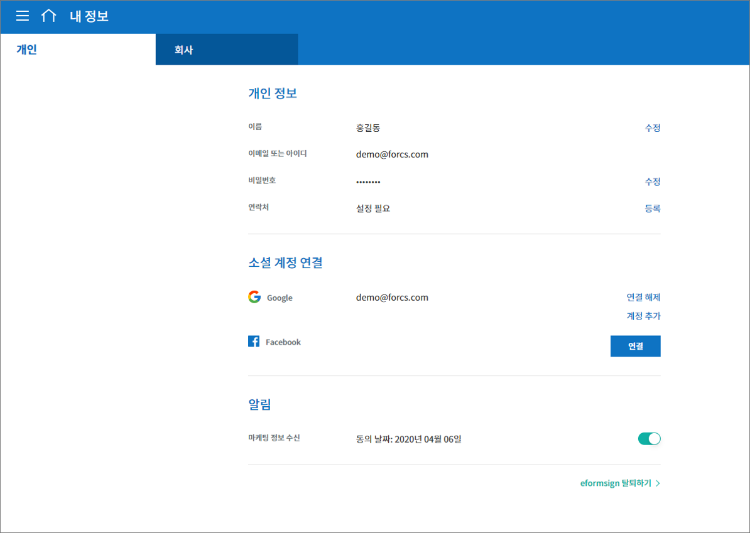 내 정보
개인
회사
개인 정보
이름 홍길동 수정
이메일 또는 아이디 demo@forcs.com
비밀번호 •••••••• 수정
연락처 설정 필요 등록
소셜 계정 연결
Google demo@forcs.com 연결 해제
계정 추가
Facebook 연결
알림
마케팅 정보 수신 동의 날짜: 2020년 04월 06일
eformsign 탈퇴하기 >